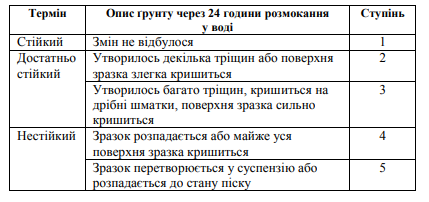 Термін Опис ґрунту через 24 години розмокання Ступінь
у воді
Стійкий Змін не відбулося 1
Достатньо Утворилось декілька тріщин або поверхня 2
стійкий зразка злегка кришиться
Утворилось багато тріщин, кришиться на 3
дрібні шматки, поверхня зразка сильно
кришиться
Нестійкий Зразок розпадається або майже уся 4
поверхня зразка кришиться
Зразок перетворюється у суспензію або 5
розпадається до стану піску